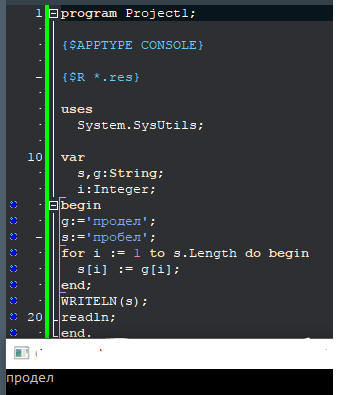 1 program Project1;
{$APPTYPE CONSOLE}
{$R *.res}
uses
System.SysUtils;
10 var
s,g:String;
i:Integer;
begin
g:='продел';
s:='пробел';
for i := 1 to s.Length do begin
s[i] := g[i];
end;
WRITELN(s);
20 readln;
end.
продел